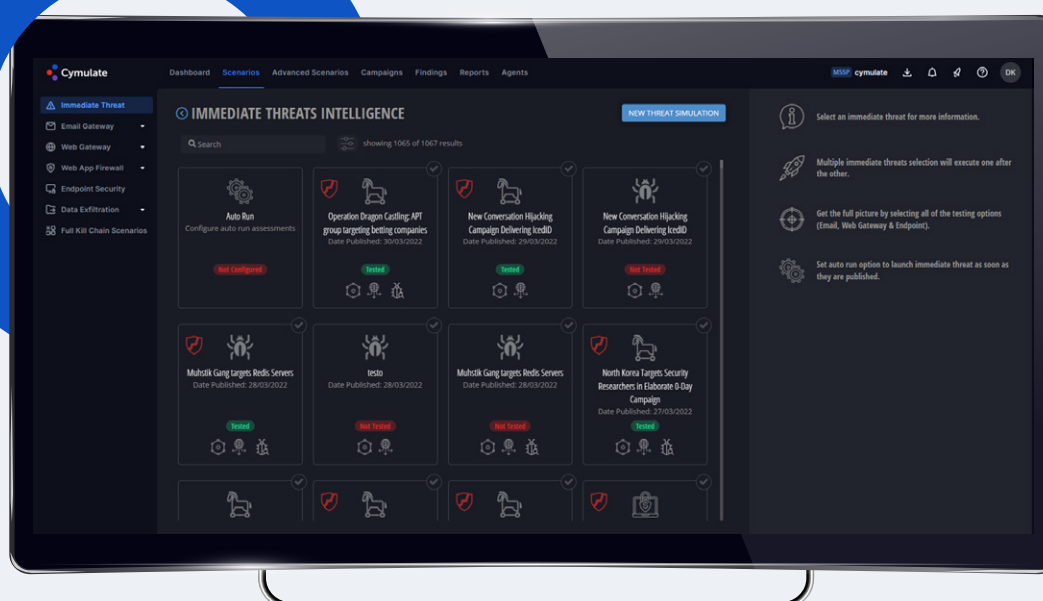 Cymulate
Dashboard Scenarios Advanced Scenarios Campaigns Findings Reports Agents
MSSP cymulate
DK
Immediate Threat
Email Gateway
Web Gateway
Web App Firewall
Endpoint Security
Data Exfiltration
Full Kill Chain Scenarios
IMMEDIATE THREATS INTELLIGENCE
NEW THREAT SIMULATION
Search
showing 1065 of 1067 results
Auto Run
Configure auto run assessments
Not Configured
Operation Dragon Castling: APT
group targeting betting companies
Date Published: 30/03/2022
Tested
New Conversation Hijacking
Campaign Delivering IcedID
Date Published: 29/03/2022
Tested
New Conversation Hijacking
Campaign Delivering IcedID
Date Published: 29/03/2022
Not Tested
Muhstik Gang targets Redis Servers
Date Published: 28/03/2022
Tested
testo
Date Published: 28/03/2022
Not Tested
Muhstik Gang targets Redis Servers
Date Published: 28/03/2022
Not Tested
North Korea Targets Security
Researchers in Elaborate 0-Day
Campaign
Date Published: 27/03/2022
Tested
Select an immediate threat for more information.
Multiple immediate threats selection will execute one after
the other.
Get the full picture by selecting all of the testing options
(Email, Web Gateway & Endpoint).
Set auto run option to launch immediate threat as soon as
they are published.